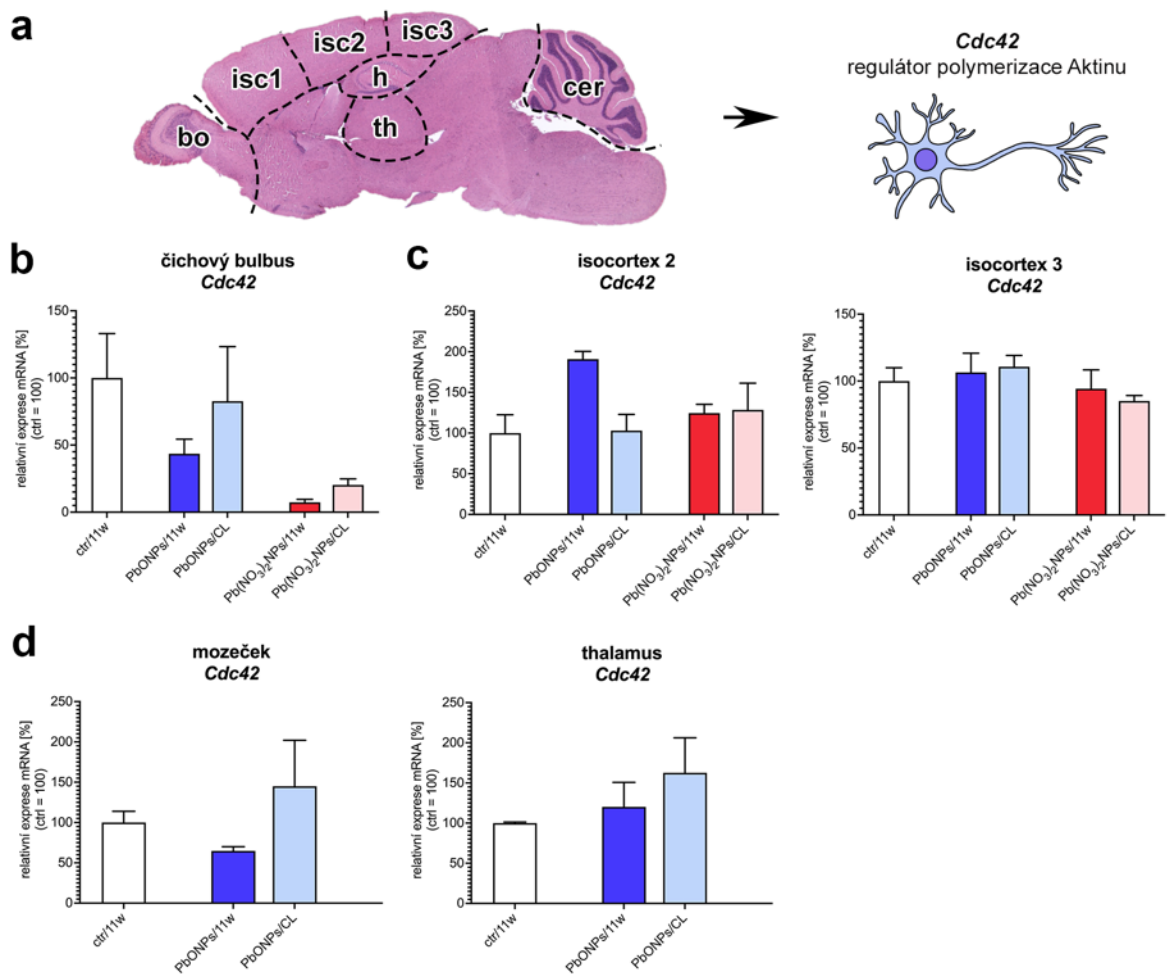 a
isc1
isc2
isc3
h
th
bo
cer
Cdc42
regulátor polymerizace Aktinu
b
čichový bulbus
Cdc42
relativní exprese mRNA [%]
(ctrl = 100)
150
100
50
0
ctr/11w
PbONPs/11w
PbONPs/CL
Pb(NO₃)₂NPs/11w
Pb(NO₃)₂NPs/CL
c
isocortex 2
Cdc42
relativní exprese mRNA [%]
(ctrl = 100)
250
200
150
100
50
0
ctr/11w
PbONPs/11w
PbONPs/CL
Pb(NO₃)₂NPs/11w
Pb(NO₃)₂NPs/CL
isocortex 3
Cdc42
relativní exprese mRNA [%]
(ctrl = 100)
150
100
50
0
ctr/11w
PbONPs/11w
PbONPs/CL
Pb(NO₃)₂NPs/11w
Pb(NO₃)₂NPs/CL
d
mozeček
Cdc42
relativní exprese mRNA [%]
(ctrl = 100)
250
200
150
100
50
0
ctr/11w
PbONPs/11w
PbONPs/CL
thalamus
Cdc42
relativní exprese mRNA [%]
(ctrl = 100)
250
200
150
100
50
0
ctr/11w
PbONPs/11w
PbONPs/CL